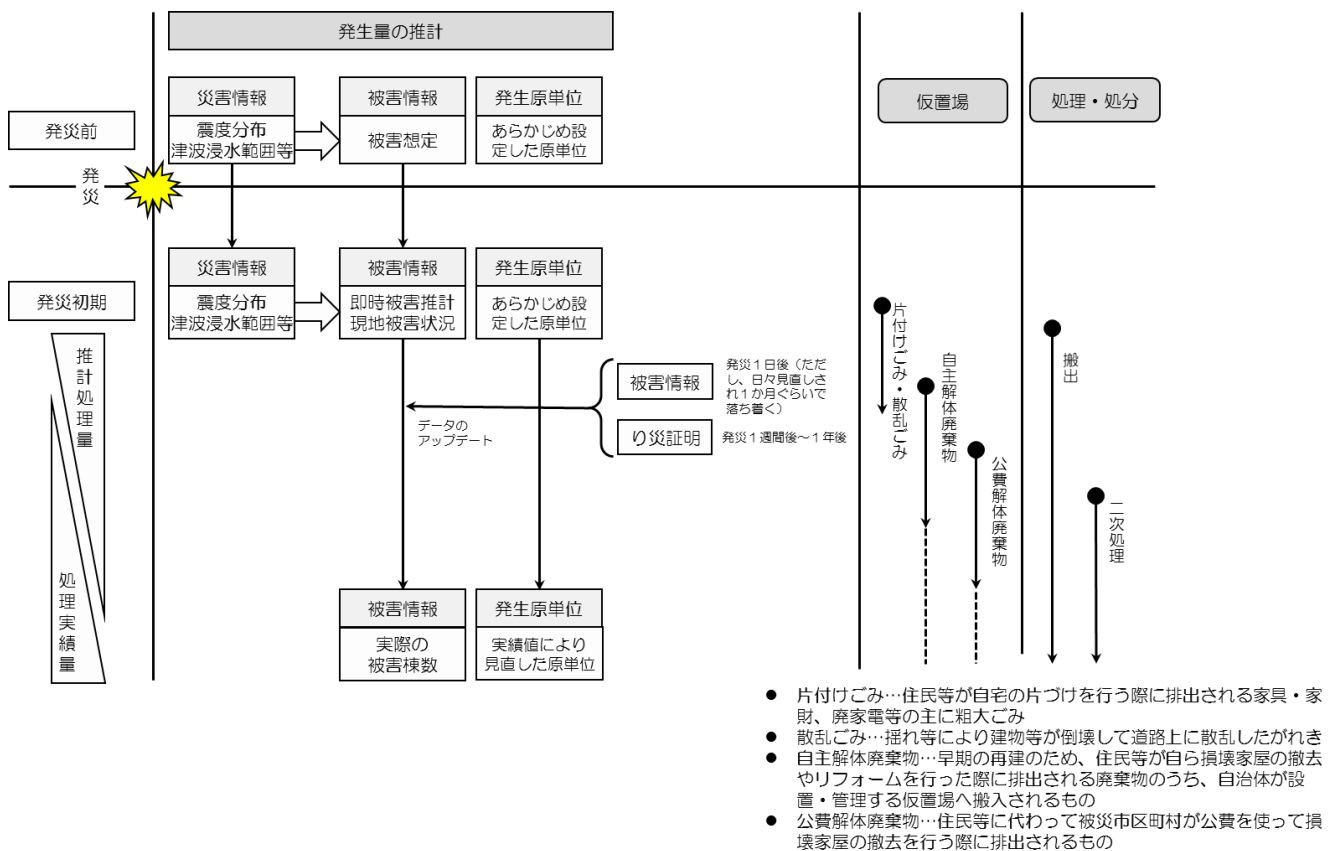 発生量の推計
災害情報
被害情報
発生原単位
仮置場
処理・処分
発災前
震度分布
津波浸水範囲等
被害想定
あらかじめ設
定した原単位
発災
災害情報
被害情報
発生原単位
発災初期
震度分布
津波浸水範囲等
即時被害推計
現地被害状況
あらかじめ設
定した原単位
推計処理量
処理実績量
被害情報
発災1日後（ただ
し、日々見直しさ
れ1か月ぐらいで
落ち着く）
り災証明
発災1週間後～1年後
データの
アップデート
被害情報
発生原単位
実際の
被害棟数
実績値により
見直した原単位
片付けごみ・散乱ごみ
自主解体廃棄物
公費解体廃棄物
搬出
二次処理
● 片付けごみ…住民等が自宅の片づけを行う際に排出される家具・家
財、廃家電等の主に粗大ごみ
● 散乱ごみ…揺れ等により建物等が倒壊して道路上に散乱したがれき
● 自主解体廃棄物…早期の再建のため、住民等が自ら損壊家屋の撤去
やリフォームを行った際に排出される廃棄物のうち、自治体が設
置・管理する仮置場へ搬入されるもの
● 公費解体廃棄物…住民等に代わって被災市区町村が公費を使って損
壊家屋の撤去を行う際に排出されるもの